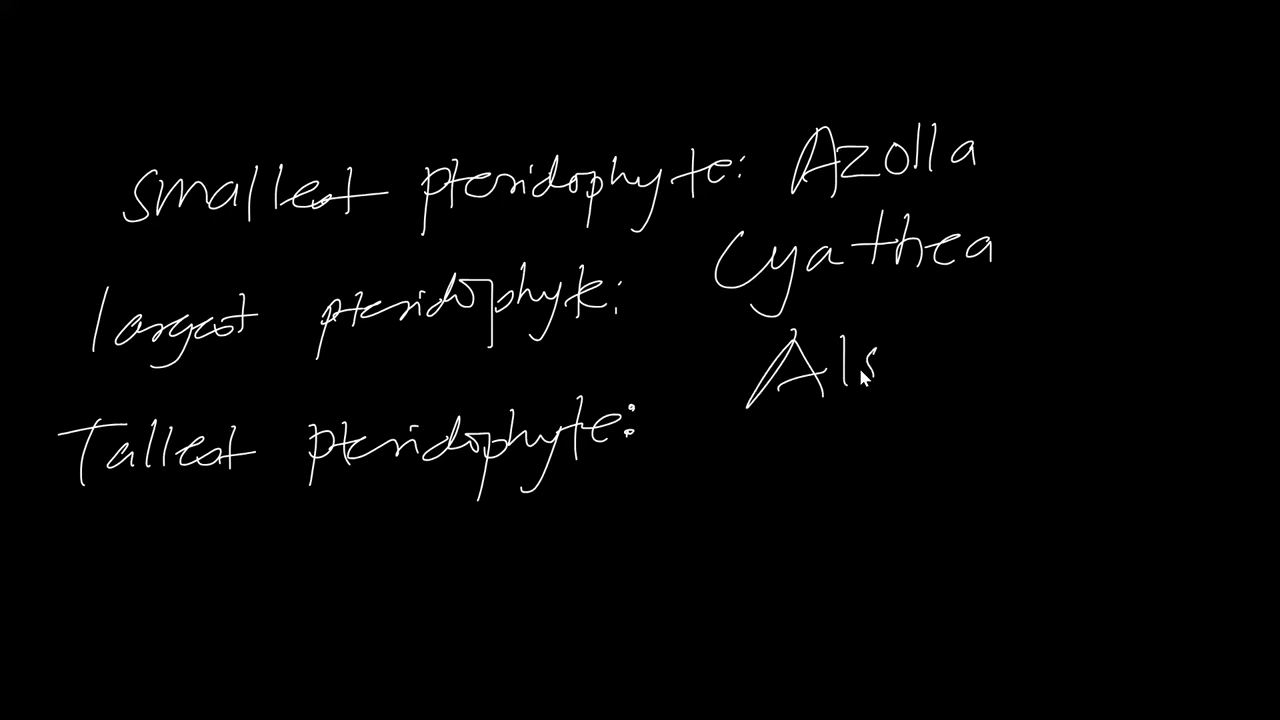 smallest pteridophyte: Azolla
largest pteridophyte: Cyathea
Tallest pteridophyte: Als